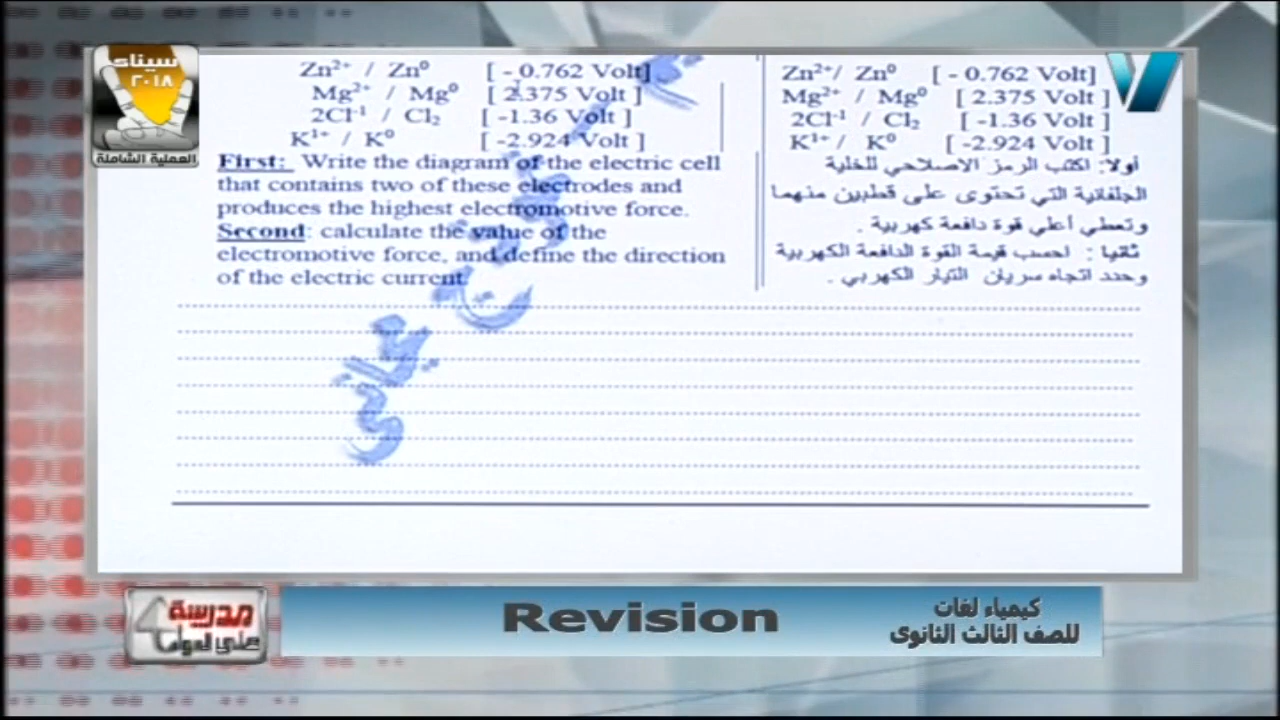 سيناء
٢٠١٨
العملية الشاملة
Zn²⁺ / Zn⁰ [ - 0.762 Volt]
Mg²⁺ / Mg⁰ [ 2.375 Volt ]
2Cl⁻¹ / Cl₂ [ -1.36 Volt ]
K¹⁺ / K⁰ [ -2.924 Volt ]
First: Write the diagram of the electric cell
that contains two of these electrodes and
produces the highest electromotive force.
Second: calculate the value of the
electromotive force, and define the direction
of the electric current.
Zn²⁺/ Zn⁰ [ - 0.762 Volt]
Mg²⁺ / Mg⁰ [ 2.375 Volt ]
2Cl⁻¹ / Cl₂ [ -1.36 Volt ]
K¹⁺ / K⁰ [ -2.924 Volt ]
أولا: اكتب الرمز الاصطلاحي للخلية
الجلفانية التي تحتوى على قطبين منهما
وتعطي أعلي قوة دافعة كهربية .
ثانيا : احسب قيمة القوة الدافعة الكهربية
وحدد اتجاه سريان التيار الكهربي .
مدرسة
على الهواء
Revision
كيمياء لغات
للصف الثالث الثانوى